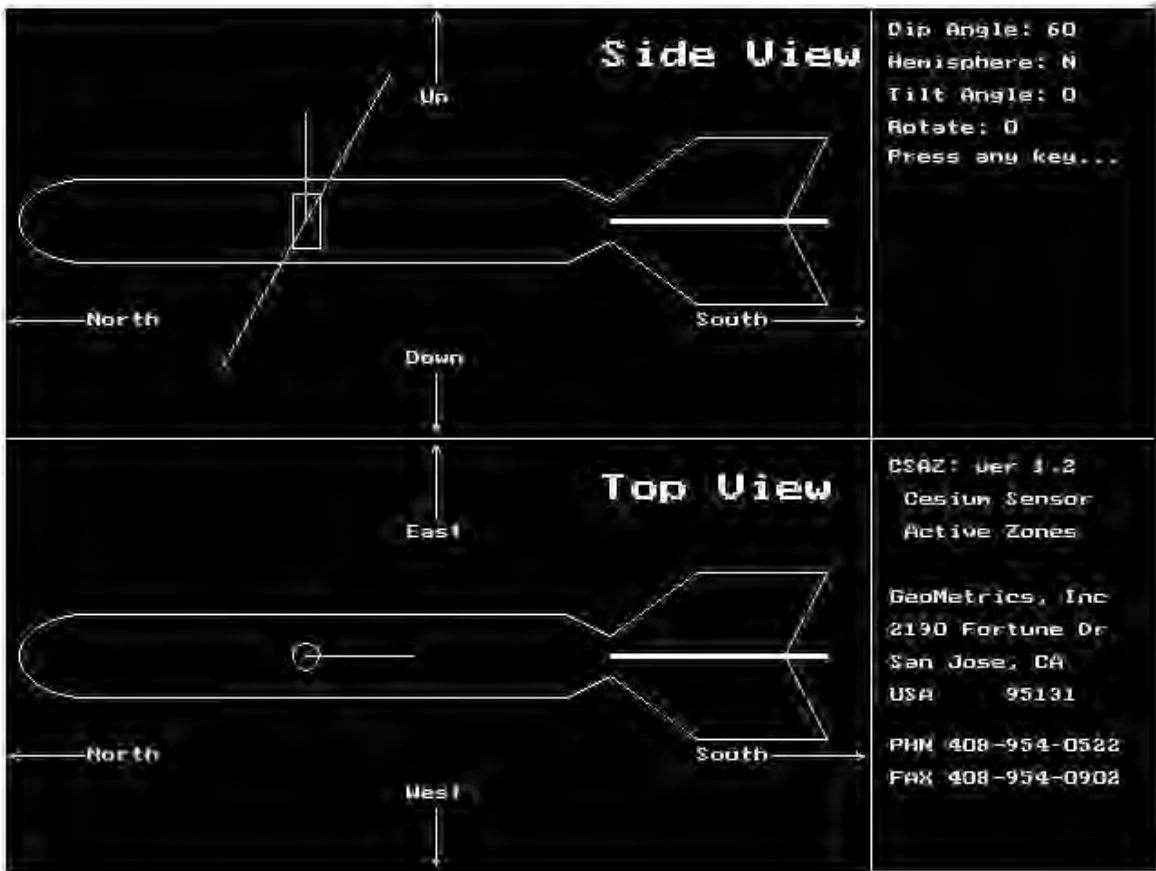 Side View
Up
North
South
Down
Dip Angle: 60
Hemisphere: N
Tilt Angle: 0
Rotate: 0
Press any key...
Top View
East
North
South
West
CSAZ: ver 1.2
Cesium Sensor
Active Zones
GeoMetrics, Inc
2190 Fortune Dr
San Jose, CA
USA 95131
PHN 408-954-0522
FAX 408-954-0902